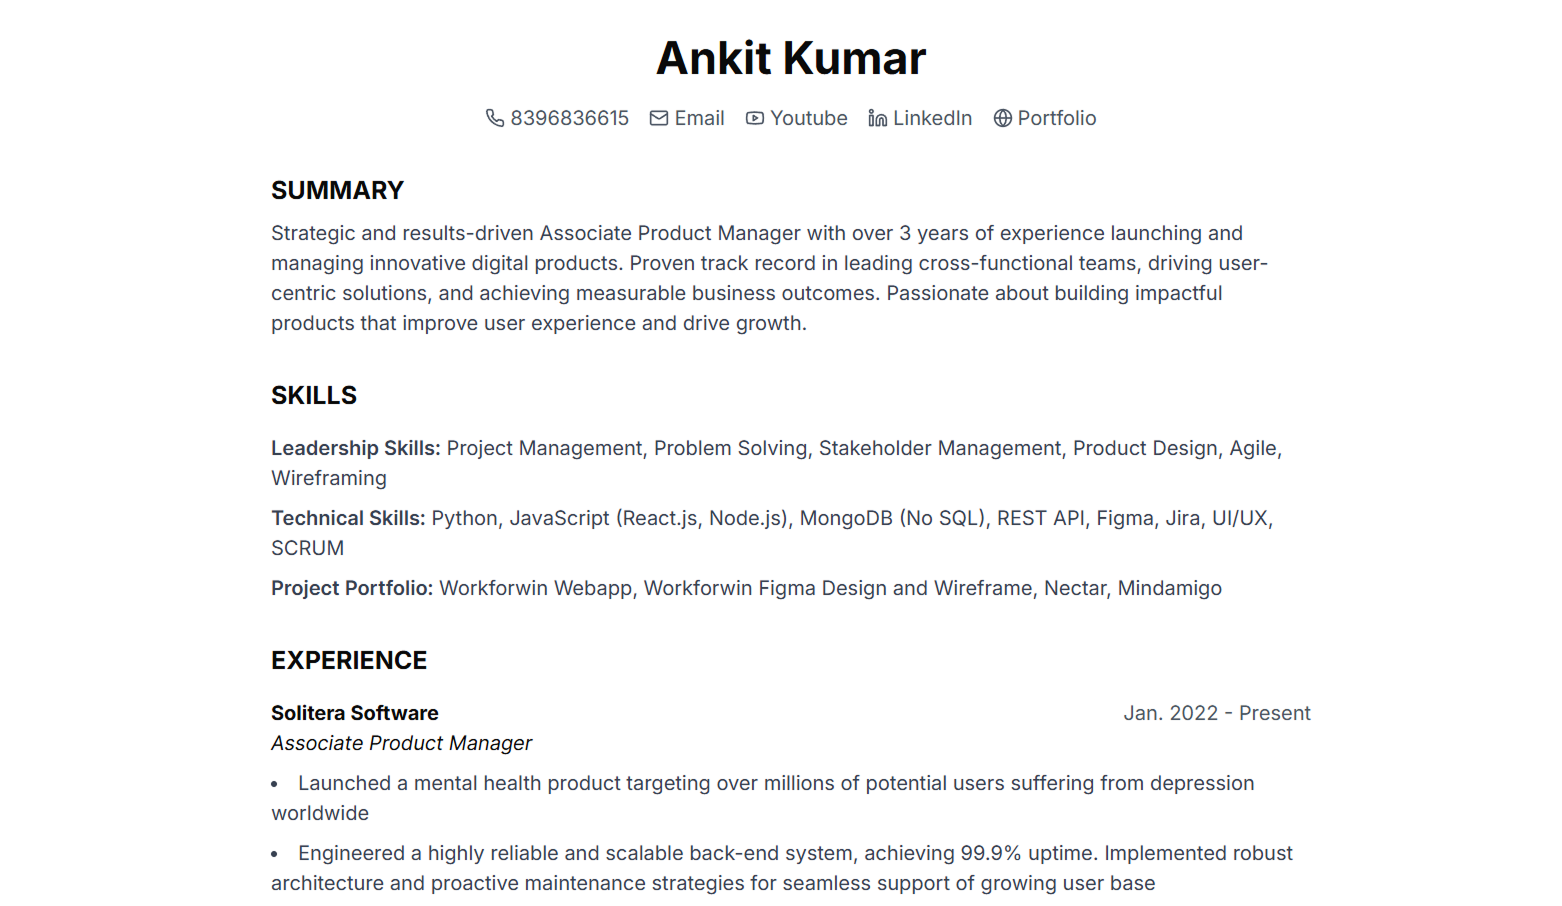 Ankit Kumar
8396836615 Email Youtube LinkedIn Portfolio
SUMMARY
Strategic and results-driven Associate Product Manager with over 3 years of experience launching and
managing innovative digital products. Proven track record in leading cross-functional teams, driving user-
centric solutions, and achieving measurable business outcomes. Passionate about building impactful
products that improve user experience and drive growth.
SKILLS
Leadership Skills: Project Management, Problem Solving, Stakeholder Management, Product Design, Agile,
Wireframing
Technical Skills: Python, JavaScript (React.js, Node.js), MongoDB (No SQL), REST API, Figma, Jira, UI/UX,
SCRUM
Project Portfolio: Workforwin Webapp, Workforwin Figma Design and Wireframe, Nectar, Mindamigo
EXPERIENCE
Solitera Software Jan. 2022 - Present
Associate Product Manager
• Launched a mental health product targeting over millions of potential users suffering from depression
worldwide
• Engineered a highly reliable and scalable back-end system, achieving 99.9% uptime. Implemented robust
architecture and proactive maintenance strategies for seamless support of growing user base